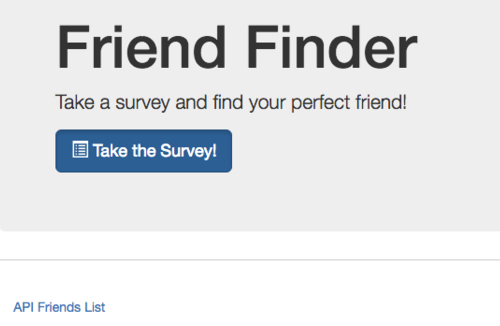 Friend Finder
Take a survey and find your perfect friend!
Take the Survey!
API Friends List